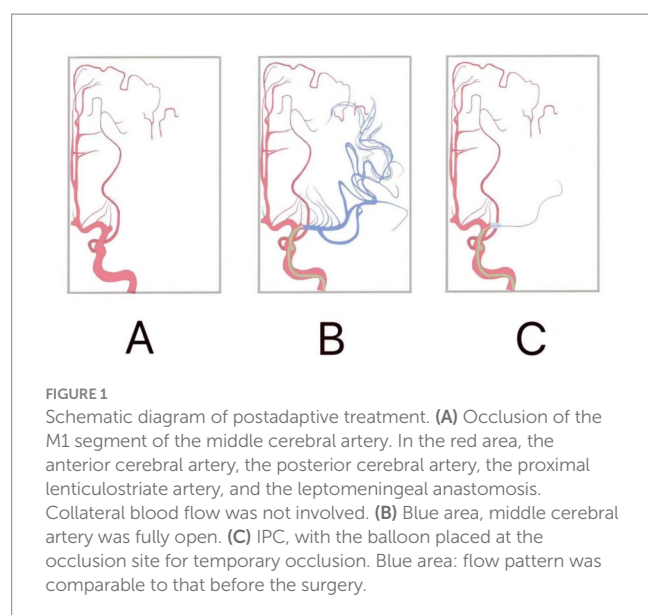 A B C
FIGURE 1
Schematic diagram of postadaptive treatment. (A) Occlusion of the
M1 segment of the middle cerebral artery. In the red area, the
anterior cerebral artery, the posterior cerebral artery, the proximal
lenticulostriate artery, and the leptomeningeal anastomosis.
Collateral blood flow was not involved. (B) Blue area, middle cerebral
artery was fully open. (C) IPC, with the balloon placed at the
occlusion site for temporary occlusion. Blue area: flow pattern was
comparable to that before the surgery.